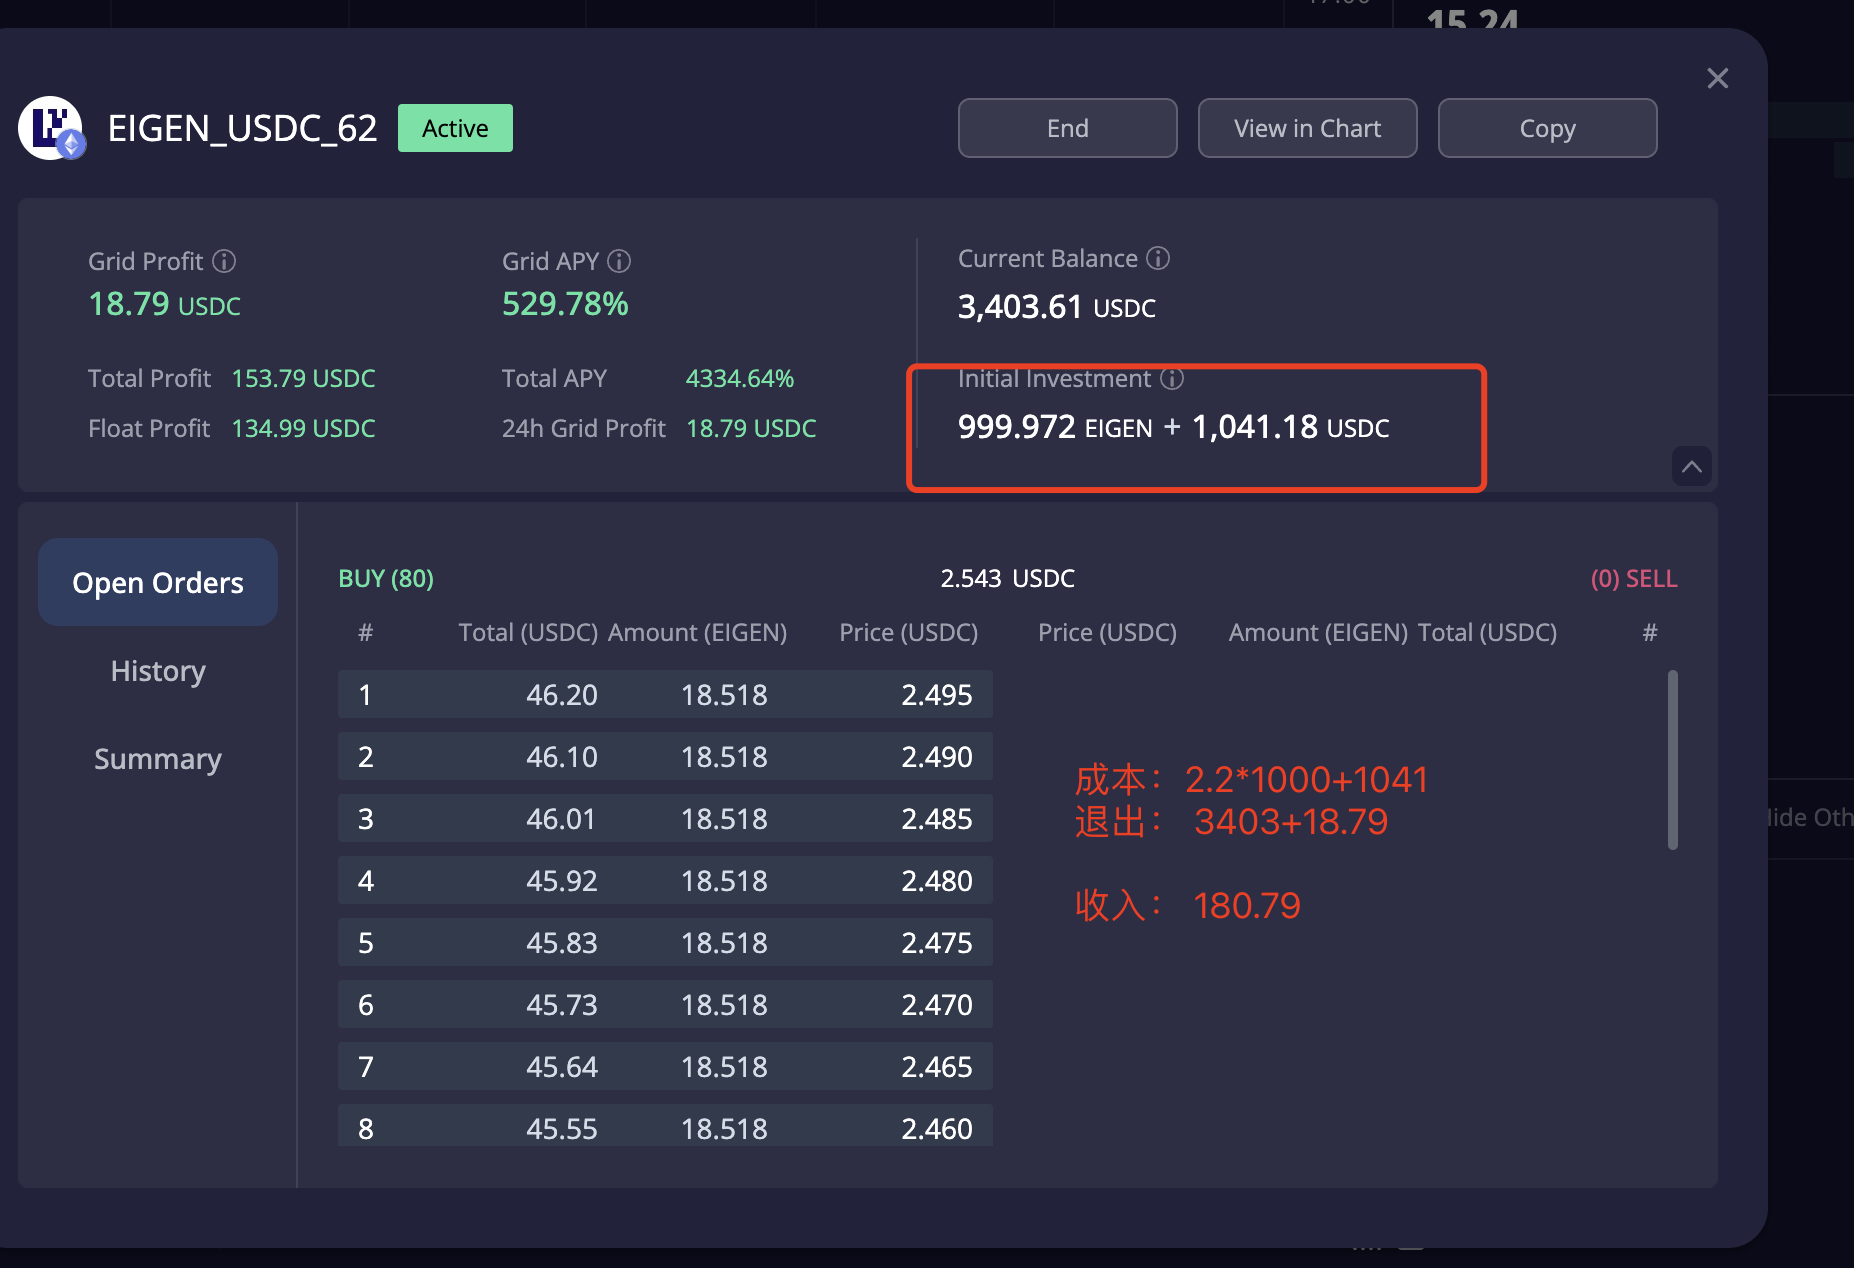 15.24
EIGEN_USDC_62 Active End View in Chart Copy
Grid Profit
18.79 USDC
Grid APY
529.78%
Current Balance
3,403.61 USDC
Total Profit 153.79 USDC
Total APY 4334.64%
Float Profit 134.99 USDC
24h Grid Profit 18.79 USDC
Initial Investment
999.972 EIGEN + 1,041.18 USDC
Open Orders
History
Summary
BUY (80) 2.543 USDC (0) SELL
# Total (USDC) Amount (EIGEN) Price (USDC) Price (USDC) Amount (EIGEN) Total (USDC) #
1 46.20 18.518 2.495
2 46.10 18.518 2.490
3 46.01 18.518 2.485
4 45.92 18.518 2.480
5 45.83 18.518 2.475
6 45.73 18.518 2.470
7 45.64 18.518 2.465
8 45.55 18.518 2.460
成本： 2.2*1000+1041
退出： 3403+18.79
收入： 180.79